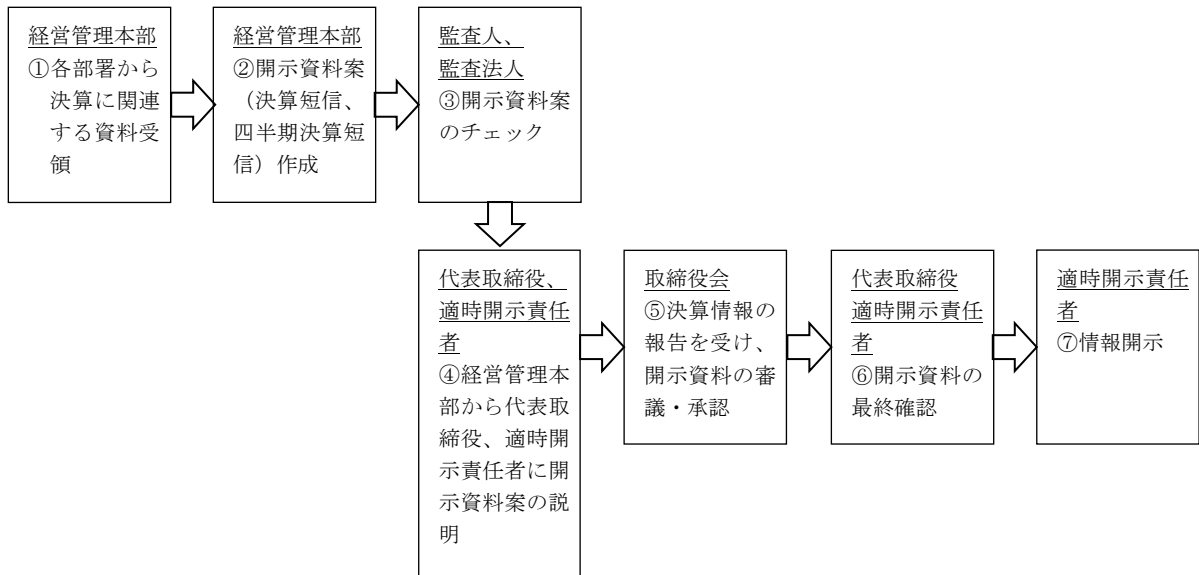 経営管理本部
①各部署から
決算に関連
する資料受
領
経営管理本部
②開示資料案
（決算短信、
四半期決算短
信）作成
監査人、
監査法人
③開示資料案
のチェック
代表取締役、
適時開示責任
者
④経営管理本
部から代表取
締役、適時開
示責任者に開
示資料案の説
明
取締役会
⑤決算情報の
報告を受け、
開示資料の審
議・承認
代表取締役
適時開示責任
者
⑥開示資料の
最終確認
適時開示責任
者
⑦情報開示